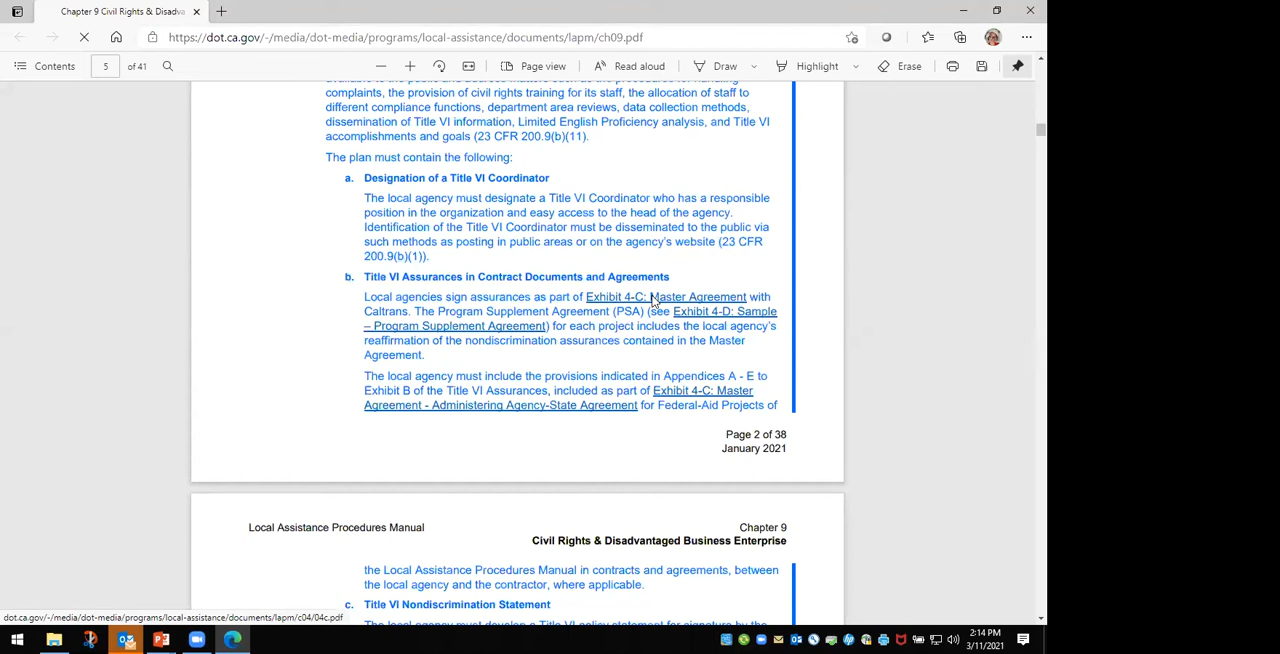 Chapter 9 Civil Rights & Disadva
https://dot.ca.gov/-/media/dot-media/programs/local-assistance/documents/lapm/ch09.pdf
Contents 5 of 41 Page view Read aloud Draw Highlight Erase
complaints, the provision of civil rights training for its staff, the allocation of staff to
different compliance functions, department area reviews, data collection methods,
dissemination of Title VI information, Limited English Proficiency analysis, and Title VI
accomplishments and goals (23 CFR 200.9(b)(11).
The plan must contain the following:
a. Designation of a Title VI Coordinator
The local agency must designate a Title VI Coordinator who has a responsible
position in the organization and easy access to the head of the agency.
Identification of the Title VI Coordinator must be disseminated to the public via
such methods as posting in public areas or on the agency's website (23 CFR
200.9(b)(1)).
b. Title VI Assurances in Contract Documents and Agreements
Local agencies sign assurances as part of Exhibit 4-C: Master Agreement with
Caltrans. The Program Supplement Agreement (PSA) (see Exhibit 4-D: Sample
– Program Supplement Agreement) for each project includes the local agency's
reaffirmation of the nondiscrimination assurances contained in the Master
Agreement.
The local agency must include the provisions indicated in Appendices A - E to
Exhibit B of the Title VI Assurances, included as part of Exhibit 4-C: Master
Agreement - Administering Agency-State Agreement for Federal-Aid Projects of
Page 2 of 38
January 2021
Local Assistance Procedures Manual Chapter 9
Civil Rights & Disadvantaged Business Enterprise
the Local Assistance Procedures Manual in contracts and agreements, between
the local agency and the contractor, where applicable.
c. Title VI Nondiscrimination Statement
The local agency must develop a Title VI policy statement for signature by the
dot.ca.gov/-/media/dot-media/programs/local-assistance/documents/lapm/c04/04c.pdf
2:14 PM
3/11/2021